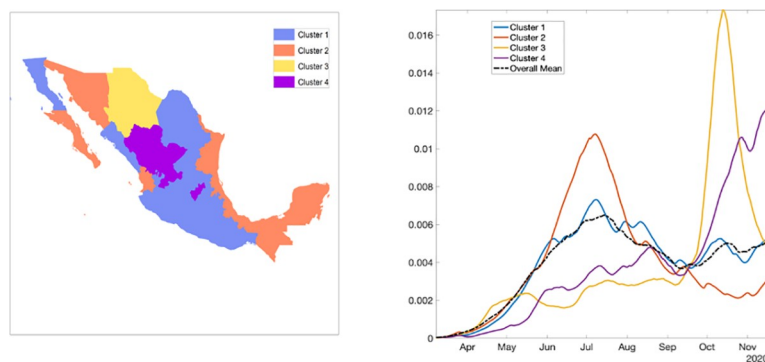 Cluster 1
Cluster 2
Cluster 3
Cluster 4
Cluster 1
Cluster 2
Cluster 3
Cluster 4
Overall Mean
0.016
0.014
0.012
0.01
0.008
0.006
0.004
0.002
0
Apr May Jun Jul Aug Sep Oct Nov
2020